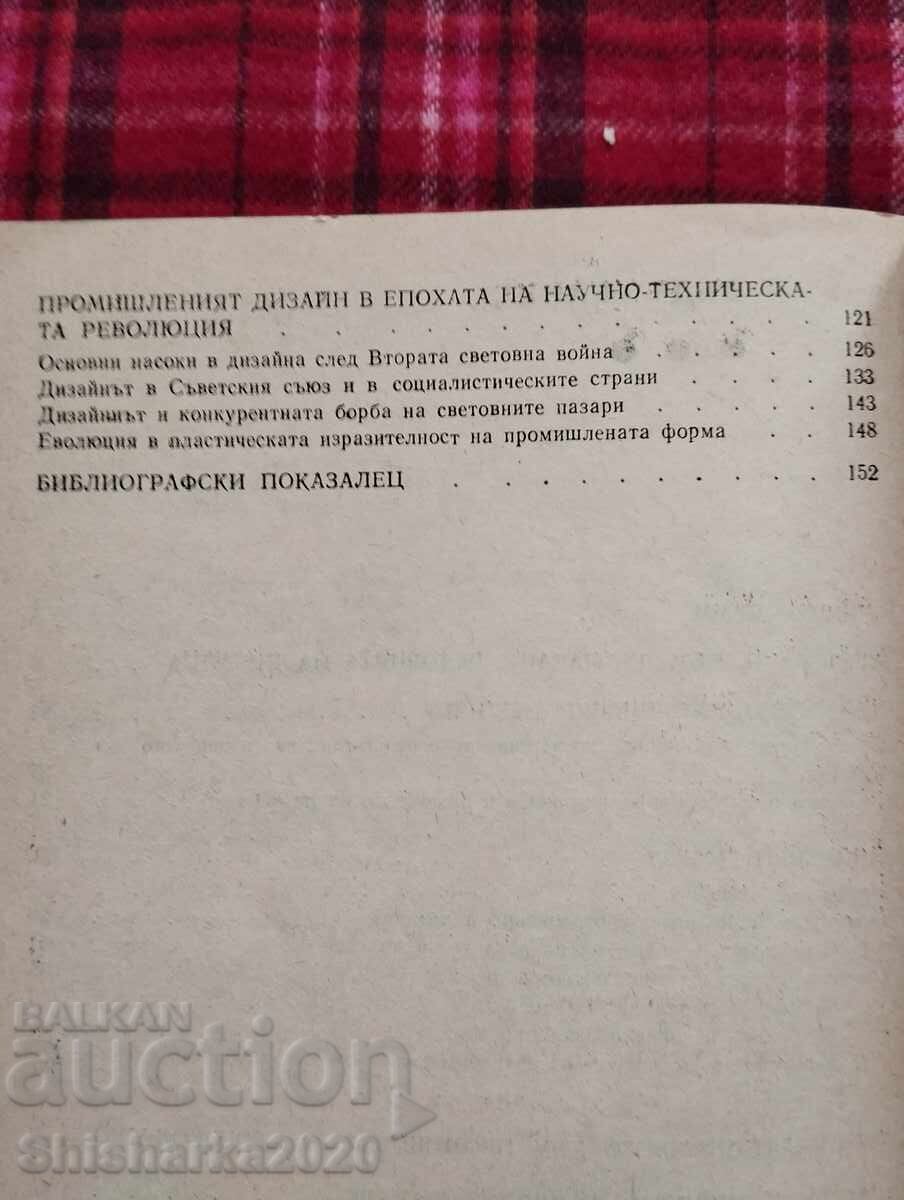 ПРОМИШЛЕНИЯТ ДИЗАЙН В ЕПОХАТА НА НАУЧНО-ТЕХНИЧЕСКА-
ТА РЕВОЛЮЦИЯ . . . . . . . . . . . . . 121
Основни насоки в дизайна след Втората световна война . . . . . 126
Дизайнът в Съветския съюз и в социалистическите страни . . . . 133
Дизайнът и конкурентната борба на световните пазари . . . . . 143
Еволюция в пластическата изразителност на промишлената форма . . 148
БИБЛИОГРАФСКИ ПОКАЗАЛЕЦ . . . . . . . . . 152
BALKAN
auction
Shisharka2020